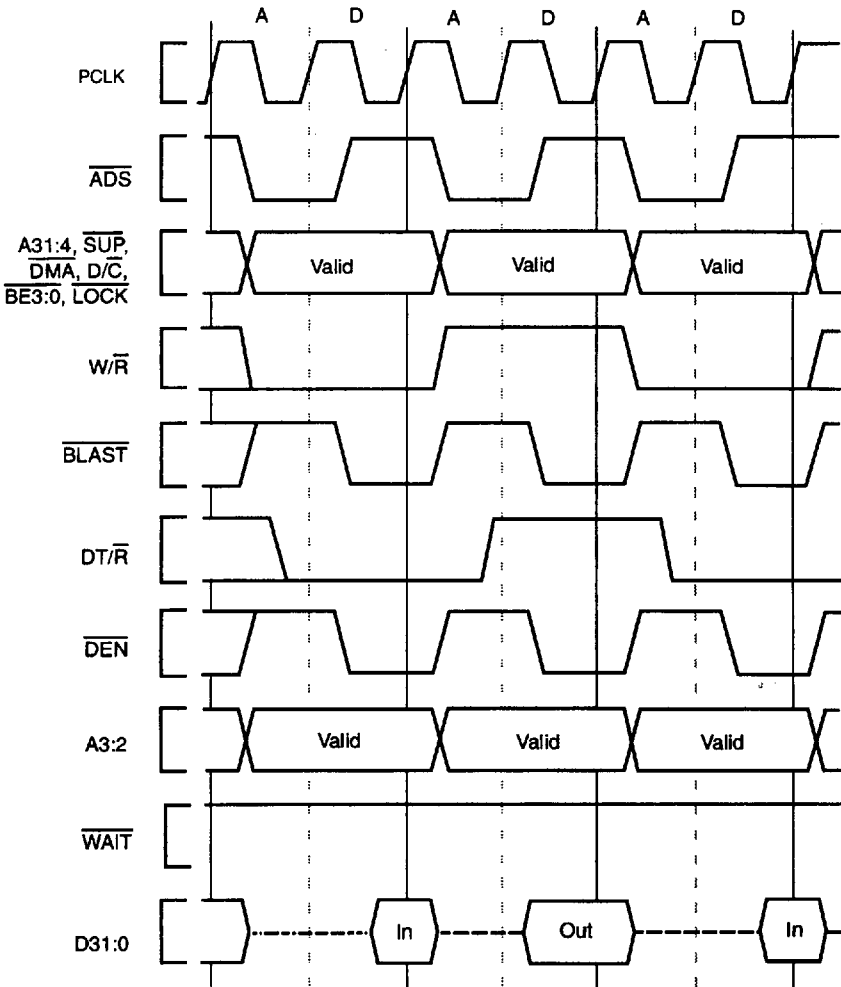 A D A D A D
PCLK
ADS
A31:4, SUP,
DMA, D/C,
BE3:0, LOCK
Valid Valid Valid
W/R
BLAST
DT/R
DEN
A3:2
Valid Valid Valid
WAIT
D31:0
In Out In